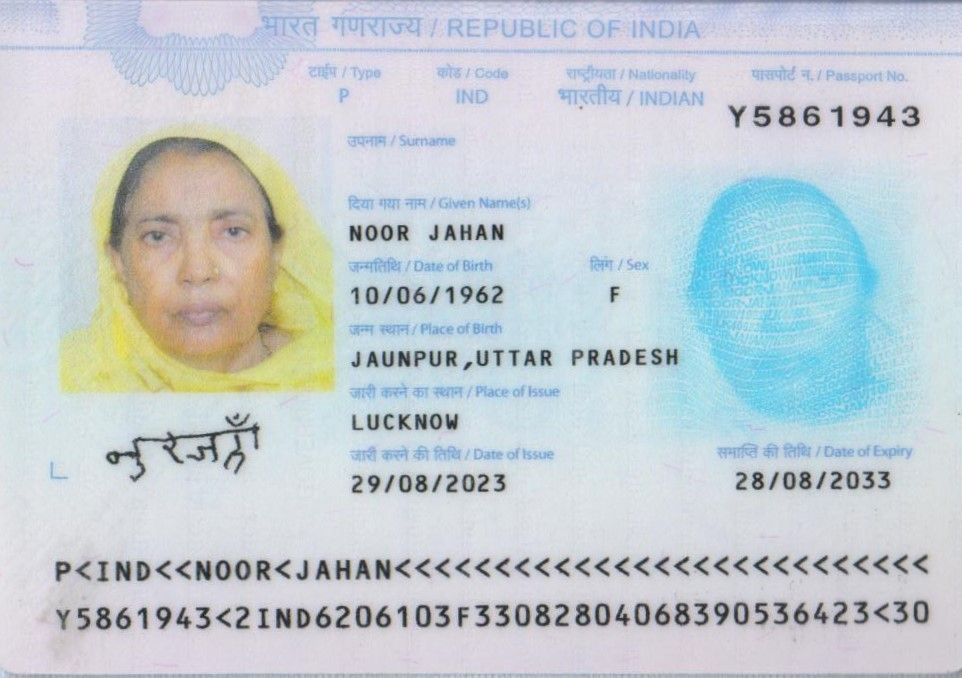 भारत गणराज्य / REPUBLIC OF INDIA
टाईप / Type कोड / Code राष्ट्रीयता / Nationality पासपोर्ट न. / Passport No.
P IND भारतीय / INDIAN Y5861943
उपनाम / Surname
दिया गया नाम / Given Name(s)
NOOR JAHAN
जन्मतिथि / Date of Birth लिंग / Sex
10/06/1962 F
जन्म स्थान / Place of Birth
JAUNPUR,UTTAR PRADESH
जारी करने का स्थान / Place of Issue
LUCKNOW
नुरजहाँ
जारी करने की तिथि / Date of Issue समाप्ति की तिथि / Date of Expiry
29/08/2023 28/08/2033
P<IND<<NOOR<JAHAN<<<<<<<<<<<<<<<<<<<<<<<<<<<
Y5861943<2IND6206103F33082804068390536423<30